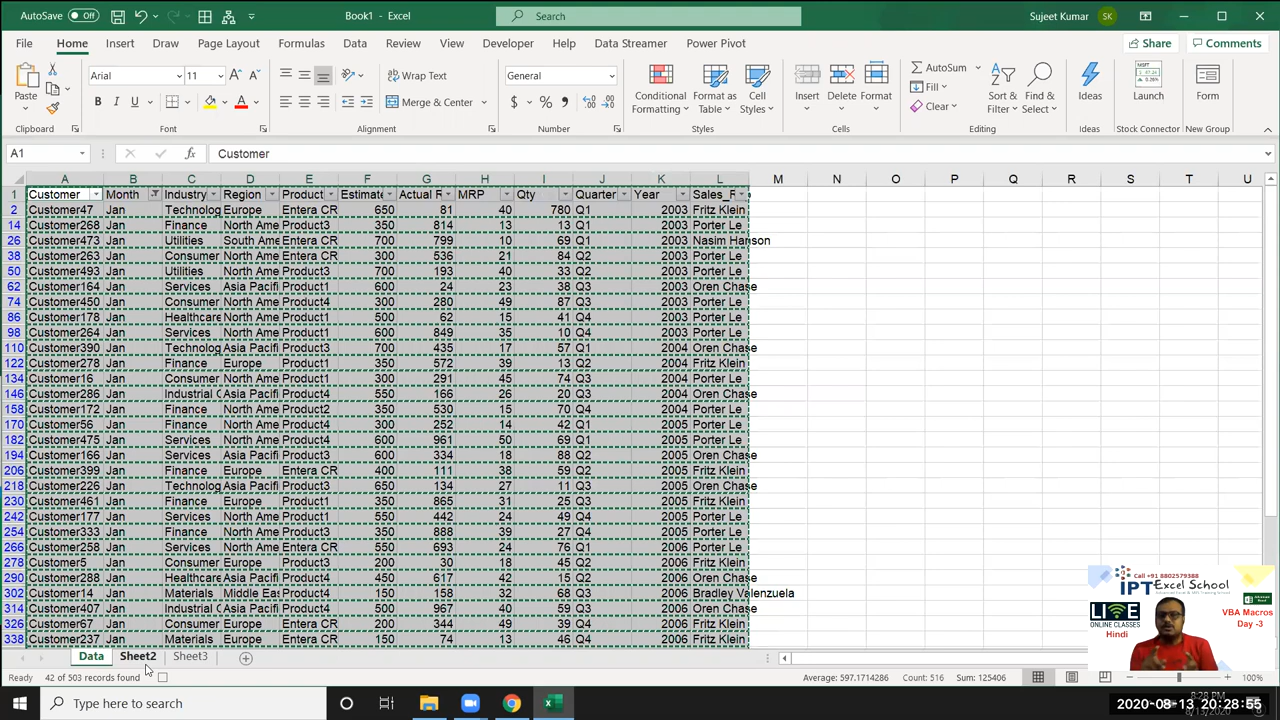 AutoSave Off Book1 - Excel Search Sujeet Kumar SK
File Home Insert Draw Page Layout Formulas Data Review View Developer Help Data Streamer Power Pivot Share Comments
Paste Arial 11 Wrap Text General Conditional Formatting Format as Table Cell Styles Insert Delete Format AutoSum Fill Clear Sort & Filter Find & Select Ideas Launch Form
B I U Merge & Center
Clipboard Font Alignment Number Styles Cells Editing Ideas Stock Connector New Group
A1 fx Customer
A B C D E F G H I J K L M N O P Q R S T U
1 Customer Month Industry Region Product Estimate Actual R MRP Qty Quarter Year Sales_R
2 Customer47 Jan Technolog Europe Entera CR 650 81 40 780 Q1 2003 Fritz Klein
14 Customer268 Jan Finance North Ame Product3 350 814 13 13 Q1 2003 Porter Le
26 Customer473 Jan Utilities South Ame Entera CR 700 799 10 69 Q1 2003 Nasim Hanson
38 Customer263 Jan Consumer North Ame Entera CR 300 536 21 84 Q2 2003 Porter Le
50 Customer493 Jan Utilities North Ame Product3 700 193 40 33 Q2 2003 Porter Le
62 Customer164 Jan Services Asia Pacifi Product1 600 24 23 38 Q3 2003 Oren Chase
74 Customer450 Jan Consumer North Ame Product4 300 280 49 87 Q3 2003 Porter Le
86 Customer178 Jan Healthcare North Ame Product1 500 62 15 41 Q4 2003 Porter Le
98 Customer264 Jan Services North Ame Product1 600 849 35 10 Q4 2003 Porter Le
110 Customer390 Jan Technolog Asia Pacifi Product3 700 435 17 57 Q1 2004 Oren Chase
122 Customer278 Jan Finance Europe Product1 350 572 39 13 Q2 2004 Fritz Klein
134 Customer16 Jan Consumer North Ame Product1 300 291 45 74 Q3 2004 Porter Le
146 Customer286 Jan Industrial C Asia Pacifi Product4 550 166 26 20 Q3 2004 Oren Chase
158 Customer172 Jan Finance North Ame Product2 350 530 15 70 Q4 2004 Porter Le
170 Customer56 Jan Consumer North Ame Product4 300 252 14 42 Q1 2005 Porter Le
182 Customer475 Jan Services North Ame Product4 600 961 50 69 Q1 2005 Porter Le
194 Customer166 Jan Services Asia Pacifi Product3 600 334 18 88 Q2 2005 Oren Chase
206 Customer399 Jan Finance Europe Entera CR 400 111 38 59 Q2 2005 Fritz Klein
218 Customer226 Jan Technolog Asia Pacifi Product3 650 134 27 11 Q3 2005 Oren Chase
230 Customer461 Jan Finance Europe Product1 350 865 31 25 Q3 2005 Fritz Klein
242 Customer177 Jan Services North Ame Product1 550 442 24 49 Q4 2005 Porter Le
254 Customer333 Jan Finance North Ame Product3 350 888 27 27 Q4 2005 Porter Le
266 Customer258 Jan Services North Ame Entera CR 550 693 24 76 Q1 2006 Porter Le
278 Customer5 Jan Consumer Europe Product3 200 30 18 45 Q2 2006 Fritz Klein
290 Customer288 Jan Healthcare Asia Pacifi Product4 450 617 42 15 Q2 2006 Oren Chase
302 Customer14 Jan Materials Middle Eas Product4 150 158 32 68 Q3 2006 Bradley Valenzuela
314 Customer407 Jan Industrial C Asia Pacifi Product4 500 967 40 59 Q3 2006 Oren Chase
326 Customer67 Jan Consumer Europe Entera CR 200 344 49 39 Q4 2006 Fritz Klein
338 Customer237 Jan Materials Europe Entera CR 150 74 13 46 Q4 2006 Fritz Klein
Call +91 8802579388
IPT Excel School
LIVE
ONLINE CLASSES
Hindi
VBA Macros
Day -3
Data Sheet2 Sheet3
Ready 42 of 503 records found Average: 597.1714286 Count: 516 Sum: 125406 100%
Type here to search
8:28 PM
2020-08-13 20:28:55
8/13/2020